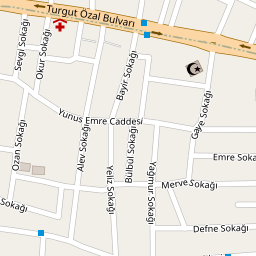 Turgut Özal Bulvarı
Sevgi Sokağı
Okur Sokağı
Bayır Sokağı
Gaye Sokağı
Yunus Emre Caddesi
Ozan Sokağı
Alev Sokağı
Yeliz Sokağı
Bülbül Sokağı
Yağmur Sokağı
Emre Sokağı
Merve Sokağı
Sokağı
Defne Sokağı